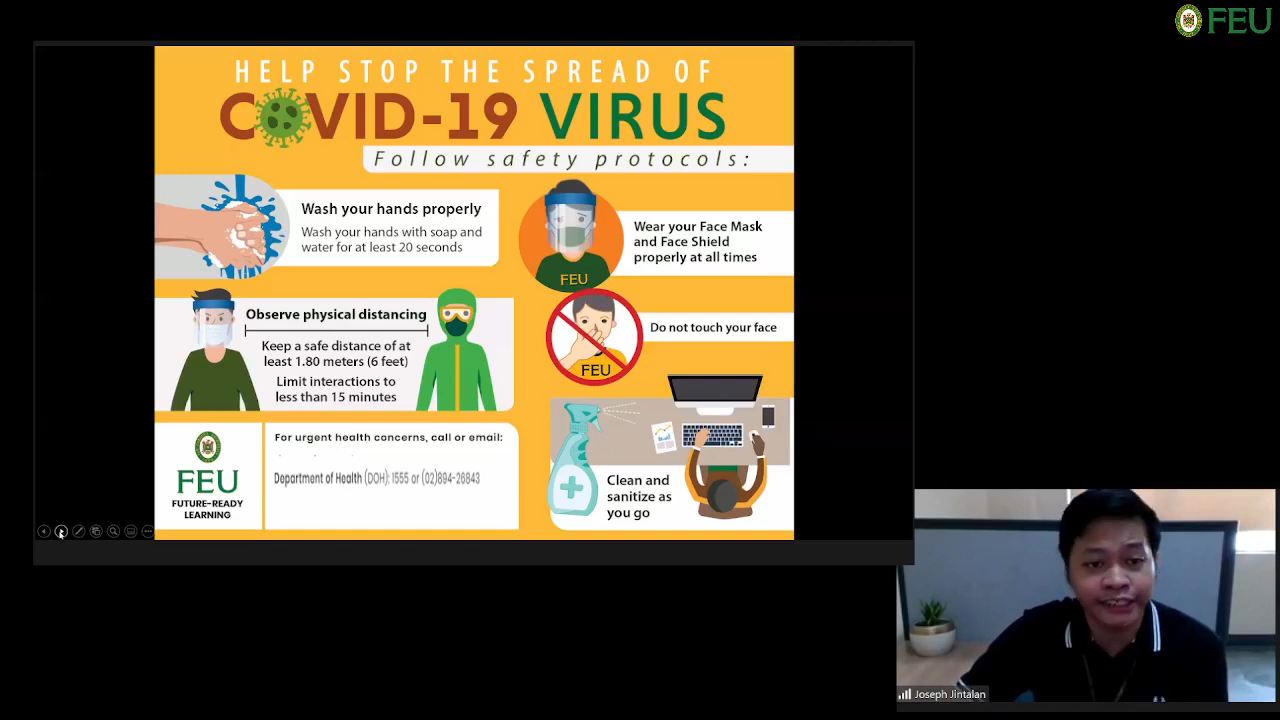 FEU
HELP STOP THE SPREAD OF
COVID-19 VIRUS
Follow safety protocols:
Wash your hands properly
Wash your hands with soap and
water for at least 20 seconds
Wear your Face Mask
and Face Shield
properly at all times
FEU
Observe physical distancing
Keep a safe distance of at
least 1.80 meters (6 feet)
Limit interactions to
less than 15 minutes
Do not touch your face
FEU
For urgent health concerns, call or email:
Department of Health (DOH): 1555 or (02)894-26843
FEU
FUTURE-READY
LEARNING
Clean and
sanitize as
you go
Joseph Jintalan